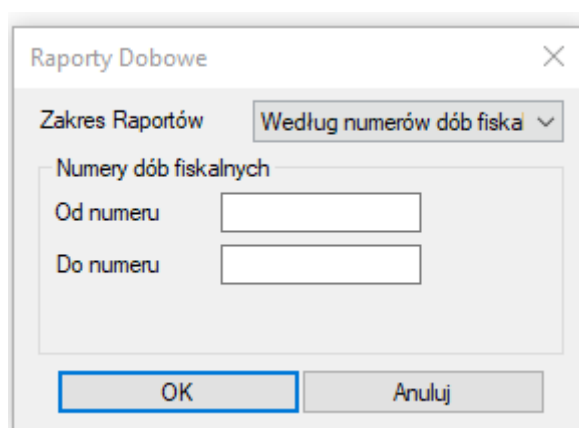 Raporty Dobowe
Zakres Raportów Według numerów dób fiskal
Numery dób fiskalnych
Od numeru
Do numeru
OK Anuluj